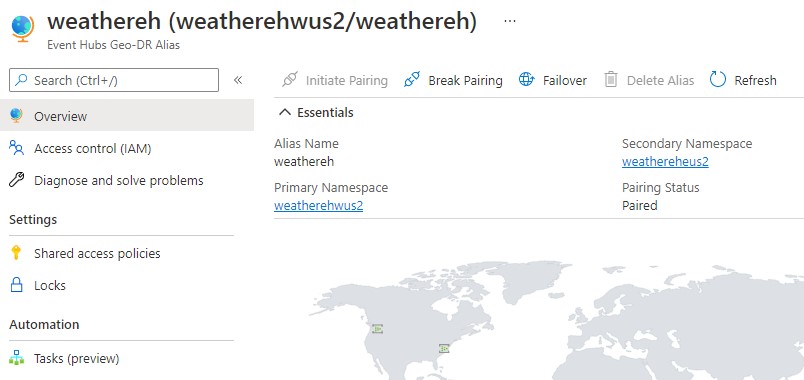 weathereh (weatherehwus2/weathereh) ...
Event Hubs Geo-DR Alias
Search (Ctrl+/) «
Initiate Pairing Break Pairing Failover Delete Alias Refresh
Overview
Access control (IAM)
Diagnose and solve problems
Settings
Shared access policies
Locks
Automation
Tasks (preview)
Essentials
Alias Name
weathereh
Primary Namespace
weatherehwus2
Secondary Namespace
weathereheus2
Pairing Status
Paired